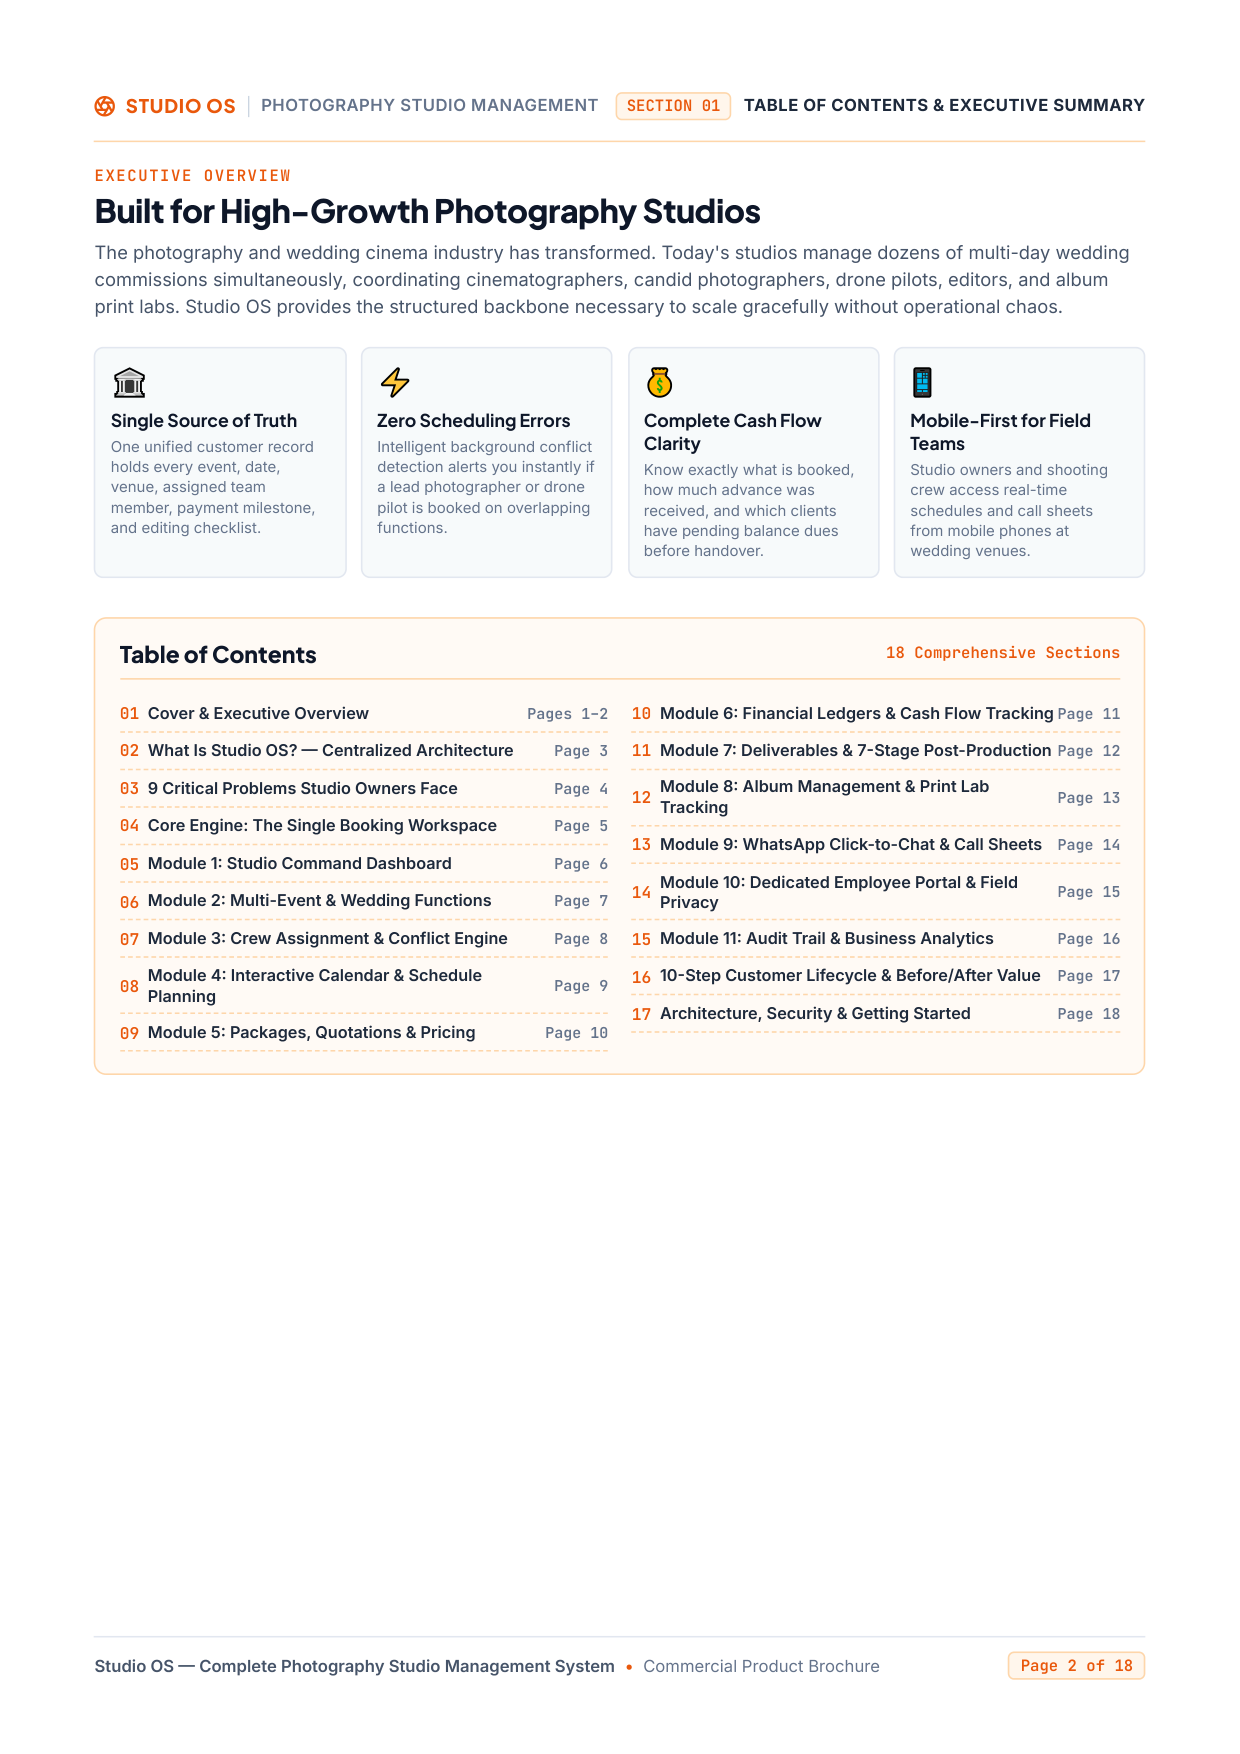 STUDIO OS | PHOTOGRAPHY STUDIO MANAGEMENT SECTION 01 TABLE OF CONTENTS & EXECUTIVE SUMMARY
EXECUTIVE OVERVIEW
Built for High-Growth Photography Studios
The photography and wedding cinema industry has transformed. Today's studios manage dozens of multi-day wedding
commissions simultaneously, coordinating cinematographers, candid photographers, drone pilots, editors, and album
print labs. Studio OS provides the structured backbone necessary to scale gracefully without operational chaos.
Single Source of Truth
One unified customer record
holds every event, date,
venue, assigned team
member, payment milestone,
and editing checklist.
Zero Scheduling Errors
Intelligent background conflict
detection alerts you instantly if
a lead photographer or drone
pilot is booked on overlapping
functions.
Complete Cash Flow
Clarity
Know exactly what is booked,
how much advance was
received, and which clients
have pending balance dues
before handover.
Mobile-First for Field
Teams
Studio owners and shooting
crew access real-time
schedules and call sheets
from mobile phones at
wedding venues.
Table of Contents
18 Comprehensive Sections
01 Cover & Executive Overview Pages 1-2
02 What Is Studio OS? — Centralized Architecture Page 3
03 9 Critical Problems Studio Owners Face Page 4
04 Core Engine: The Single Booking Workspace Page 5
05 Module 1: Studio Command Dashboard Page 6
06 Module 2: Multi-Event & Wedding Functions Page 7
07 Module 3: Crew Assignment & Conflict Engine Page 8
08 Module 4: Interactive Calendar & Schedule
Planning Page 9
09 Module 5: Packages, Quotations & Pricing Page 10
10 Module 6: Financial Ledgers & Cash Flow Tracking Page 11
11 Module 7: Deliverables & 7-Stage Post-Production Page 12
12 Module 8: Album Management & Print Lab
Tracking Page 13
13 Module 9: WhatsApp Click-to-Chat & Call Sheets Page 14
14 Module 10: Dedicated Employee Portal & Field
Privacy Page 15
15 Module 11: Audit Trail & Business Analytics Page 16
16 10-Step Customer Lifecycle & Before/After Value Page 17
17 Architecture, Security & Getting Started Page 18
Studio OS — Complete Photography Studio Management System • Commercial Product Brochure Page 2 of 18